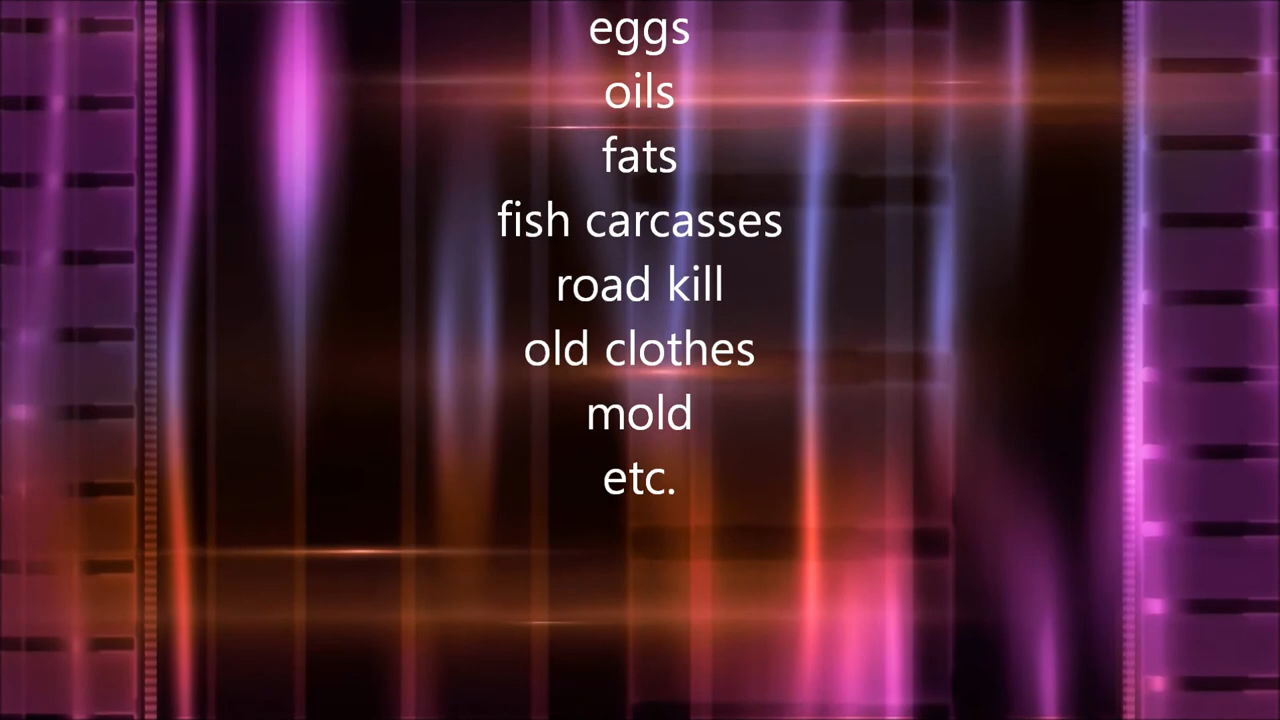 eggs
oils
fats
fish carcasses
road kill
old clothes
mold
etc.